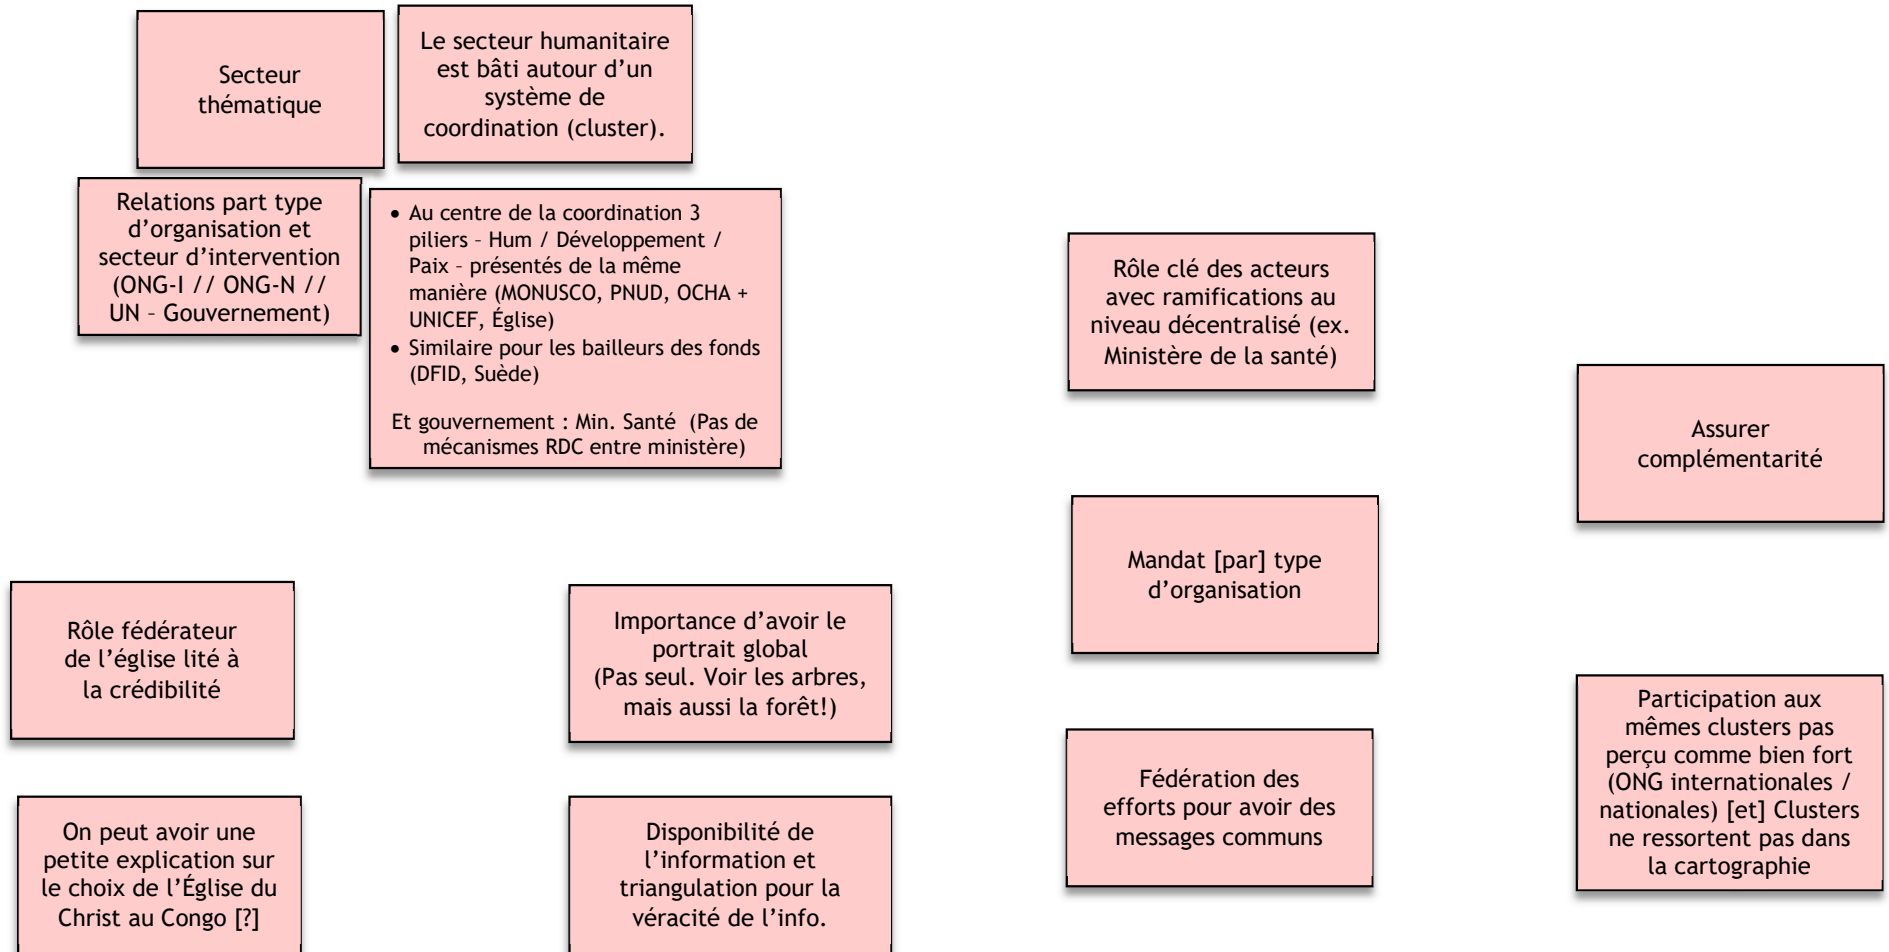 Secteur
thématique
Le secteur humanitaire
est bâti autour d’un
système de
coordination (cluster).
Relations part type
d’organisation et
secteur d’intervention
(ONG-I // ONG-N //
UN – Gouvernement)
• Au centre de la coordination 3
piliers – Hum / Développement /
Paix – présentés de la même
manière (MONUSCO, PNUD, OCHA +
UNICEF, Église)
• Similaire pour les bailleurs des fonds
(DFID, Suède)
Et gouvernement : Min. Santé (Pas de
mécanismes RDC entre ministère)
Rôle clé des acteurs
avec ramifications au
niveau décentralisé (ex.
Ministère de la santé)
Assurer
complémentarité
Mandat [par] type
d’organisation
Rôle fédérateur
de l’église lité à
la crédibilité
Importance d’avoir le
portrait global
(Pas seul. Voir les arbres,
mais aussi la forêt!)
Participation aux
mêmes clusters pas
perçu comme bien fort
(ONG internationales /
nationales) [et] Clusters
ne ressortent pas dans
la cartographie
Fédération des
efforts pour avoir des
messages communs
On peut avoir une
petite explication sur
le choix de l’Église du
Christ au Congo [?]
Disponibilité de
l’information et
triangulation pour la
véracité de l’info.